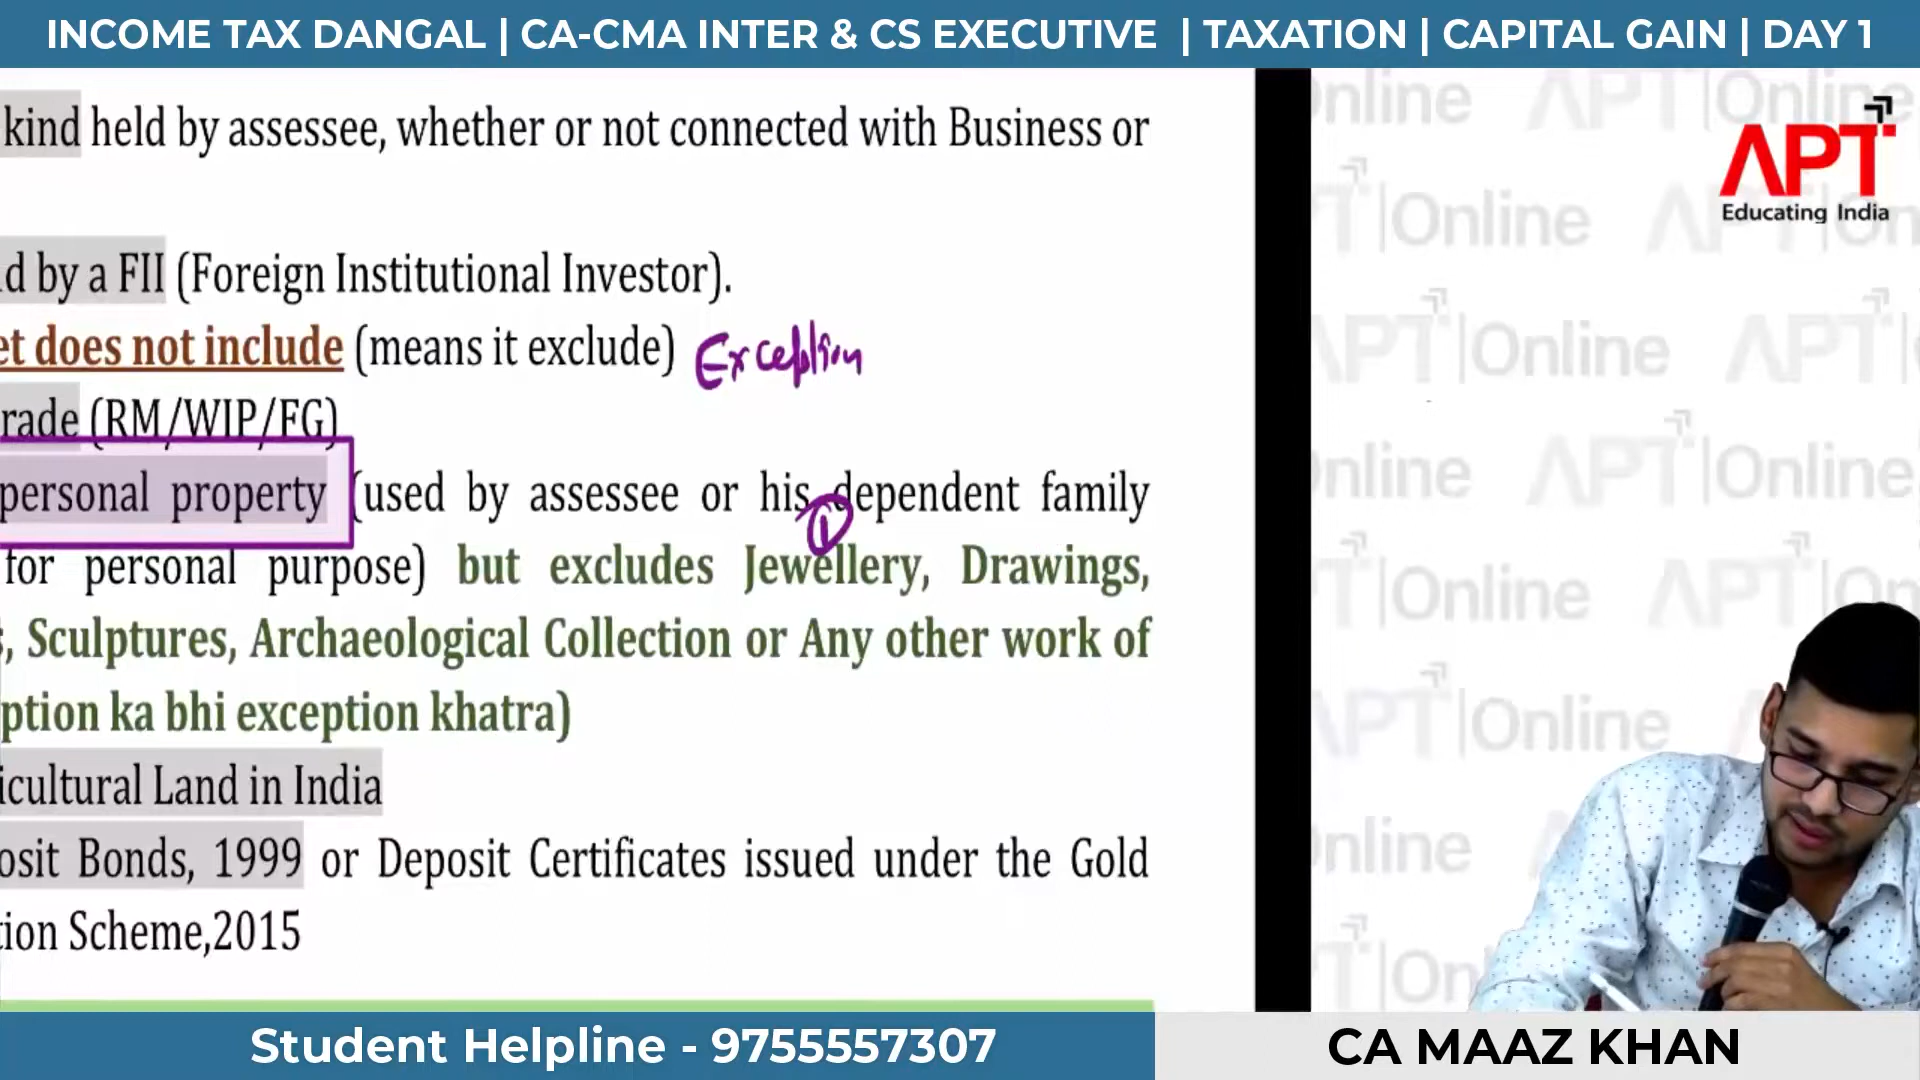 INCOME TAX DANGAL | CA-CMA INTER & CS EXECUTIVE | TAXATION | CAPITAL GAIN | DAY 1
kind held by assessee, whether or not connected with Business or
d by a FII (Foreign Institutional Investor).
et does not include (means it exclude) Exception
rade (RM/WIP/FG)
personal property (used by assessee or his dependent family
1
for personal purpose) but excludes Jewellery, Drawings,
s, Sculptures, Archaeological Collection or Any other work of
ption ka bhi exception khatra)
icultural Land in India
osit Bonds, 1999 or Deposit Certificates issued under the Gold
tion Scheme,2015
APT
Educating India
APT|Online
Student Helpline - 9755557307
CA MAAZ KHAN